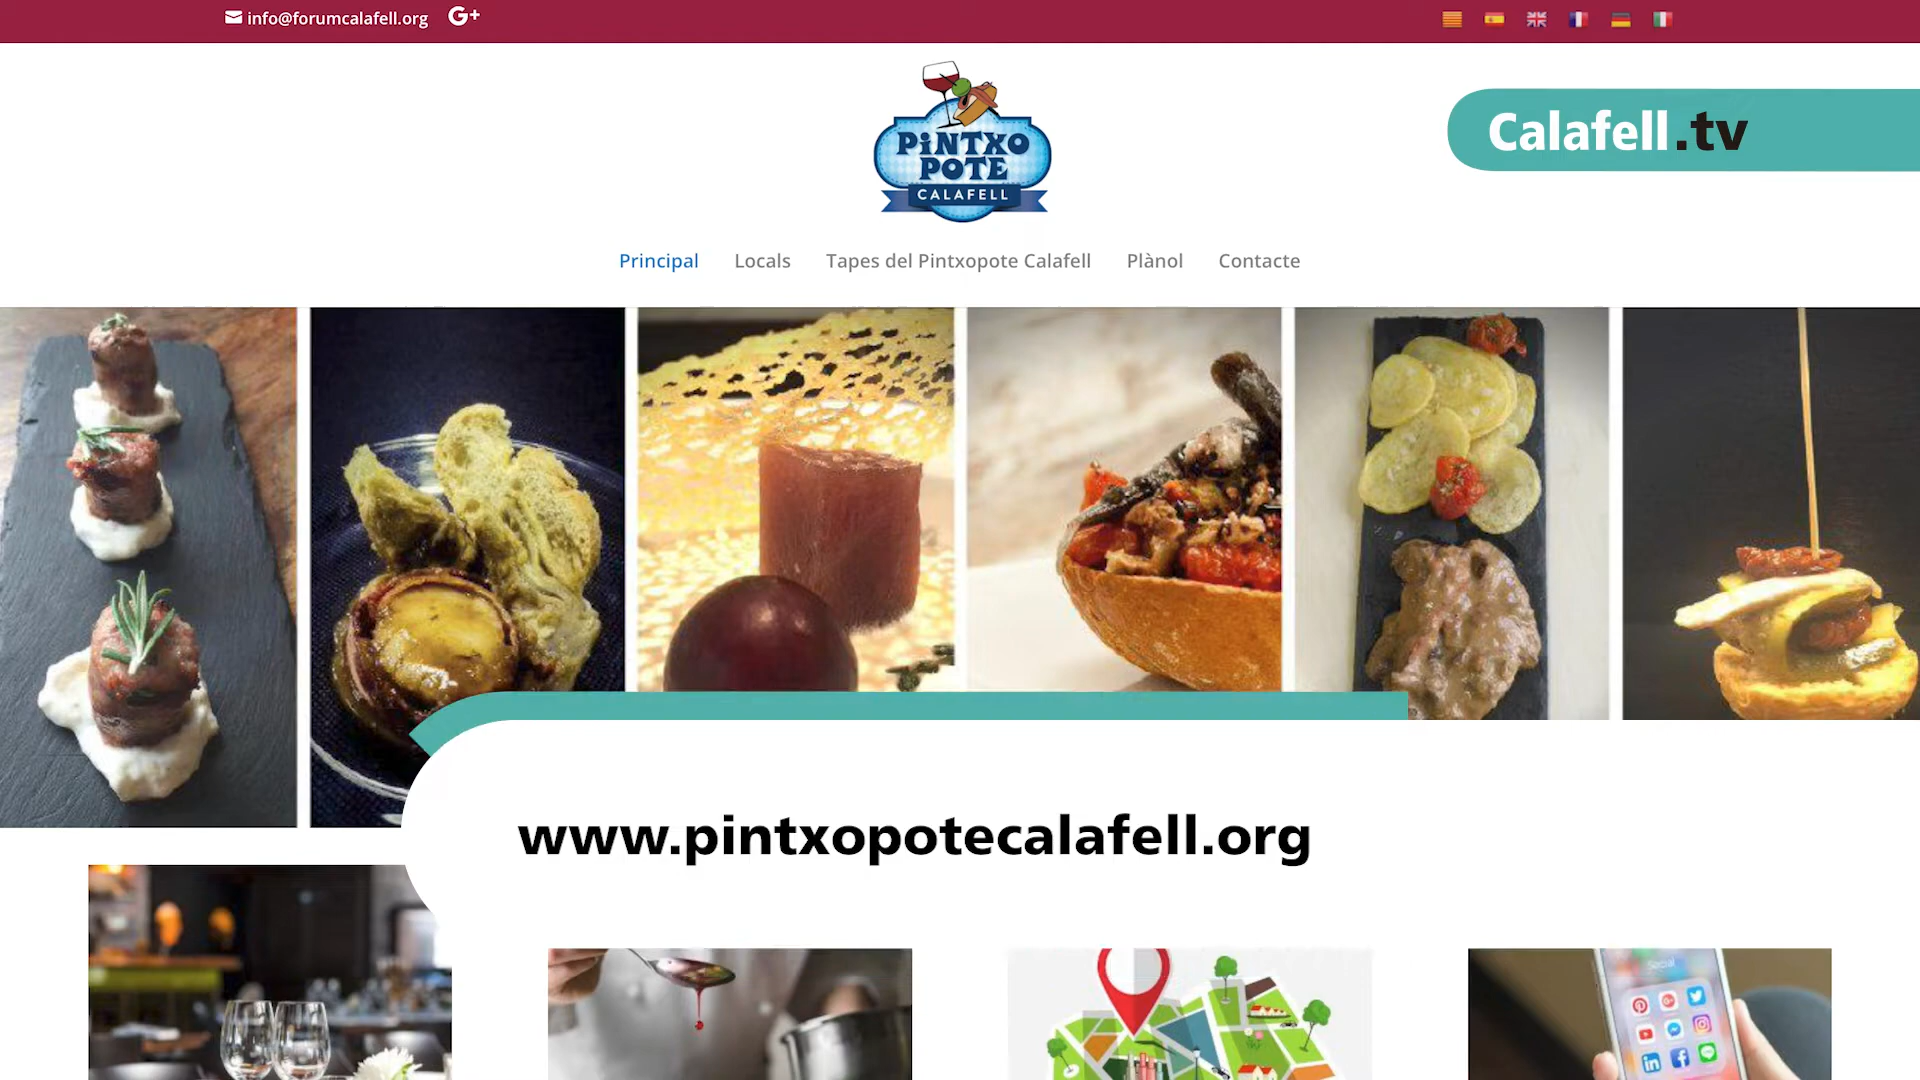 info@forumcalafell.org G+
PiNTXO
POTE
CALAFELL
Calafell.tv
Principal Locals Tapes del Pintxopote Calafell Plànol Contacte
www.pintxopotecalafell.org
Social